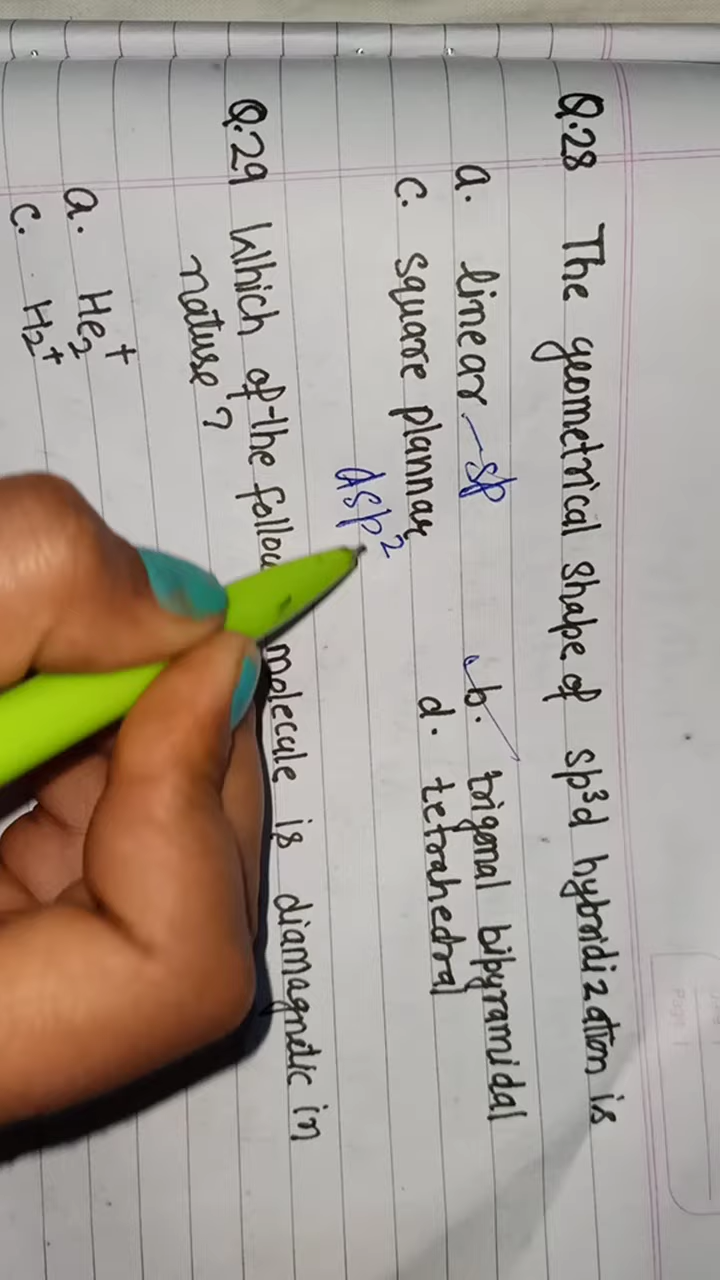 Q.28 The geometrical shape of sp³d hybridization is
a. linear - sp b. trigonal bipyramidal
c. square plannar d. tetrahedral
dsp²
Q.29 Which of the follow molecule is diamagnetic in
nature?
a. He₂⁺
c. H₂⁺